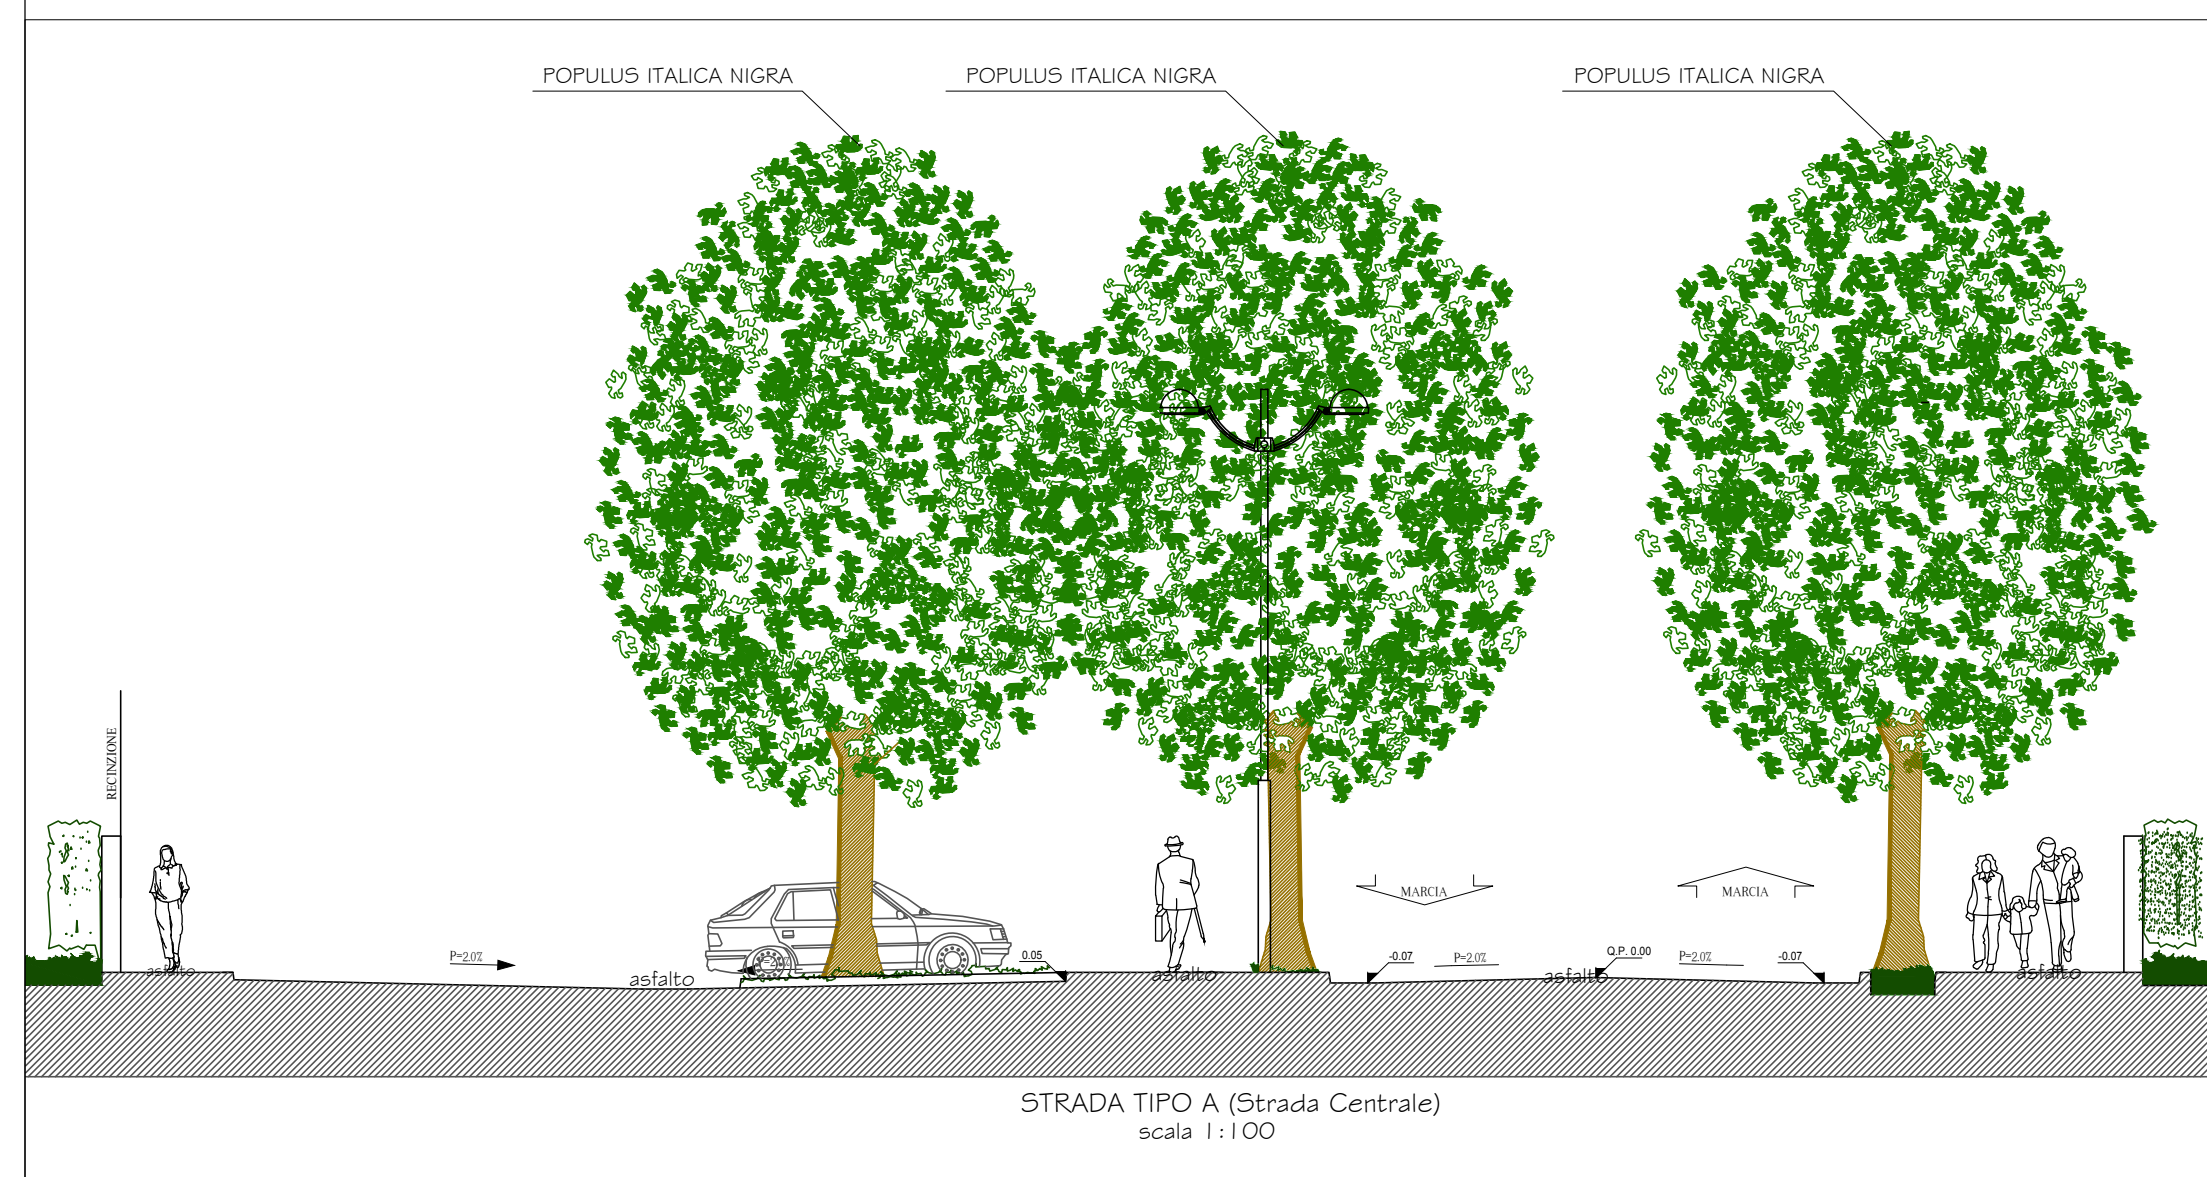 POPULUS ITALICA NIGRA
POPULUS ITALICA NIGRA
POPULUS ITALICA NIGRA
RECINZIONE
MARCIA
MARCIA
P=2.0%
0.05
-0.07
P=2.0%
Q.P. 0.00
P=2.0%
-0.07
asfalto
asfalto
asfalto
asfalto
asfalto
STRADA TIPO A (Strada Centrale)
scala 1:100